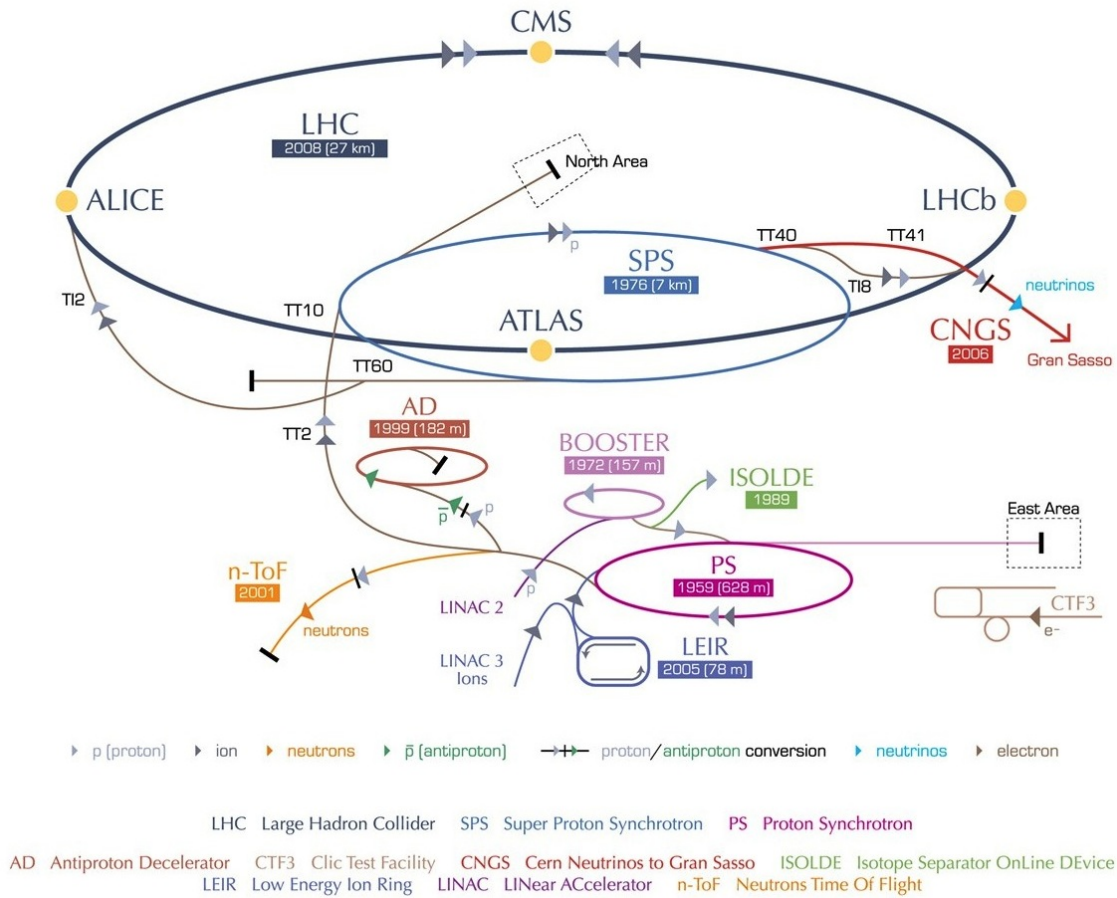 CMS
LHC
2008 (27 km)
North Area
ALICE
LHCb
p
TT40
TT41
SPS
1976 (7 km)
TI8
neutrinos
TI2
TT10
ATLAS
CNGS
2006
Gran Sasso
TT60
AD
1999 (182 m)
TT2
BOOSTER
1972 (157 m)
ISOLDE
1989
p̅
p
East Area
n-ToF
2001
PS
1959 (628 m)
p
LINAC 2
CTF3
e-
neutrons
LINAC 3
Ions
LEIR
2005 (78 m)
p (proton) ion neutrons p̅ (antiproton) proton/antiproton conversion neutrinos electron
LHC Large Hadron Collider SPS Super Proton Synchrotron PS Proton Synchrotron
AD Antiproton Decelerator CTF3 Clic Test Facility CNGS Cern Neutrinos to Gran Sasso ISOLDE Isotope Separator OnLine DEvice
LEIR Low Energy Ion Ring LINAC LINear ACcelerator n-ToF Neutrons Time Of Flight